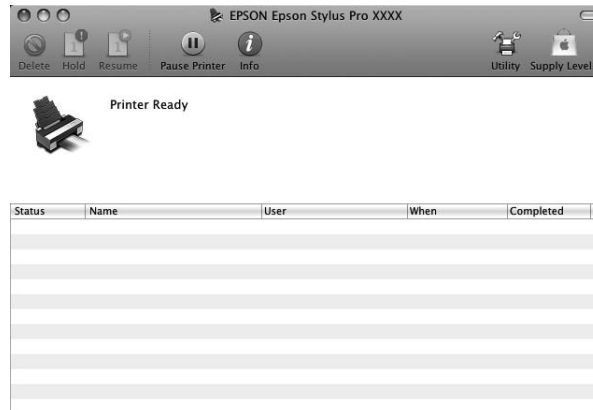 EPSON Epson Stylus Pro XXXX
Delete Hold Resume Pause Printer Info Utility Supply Level
Printer Ready
Status Name User When Completed